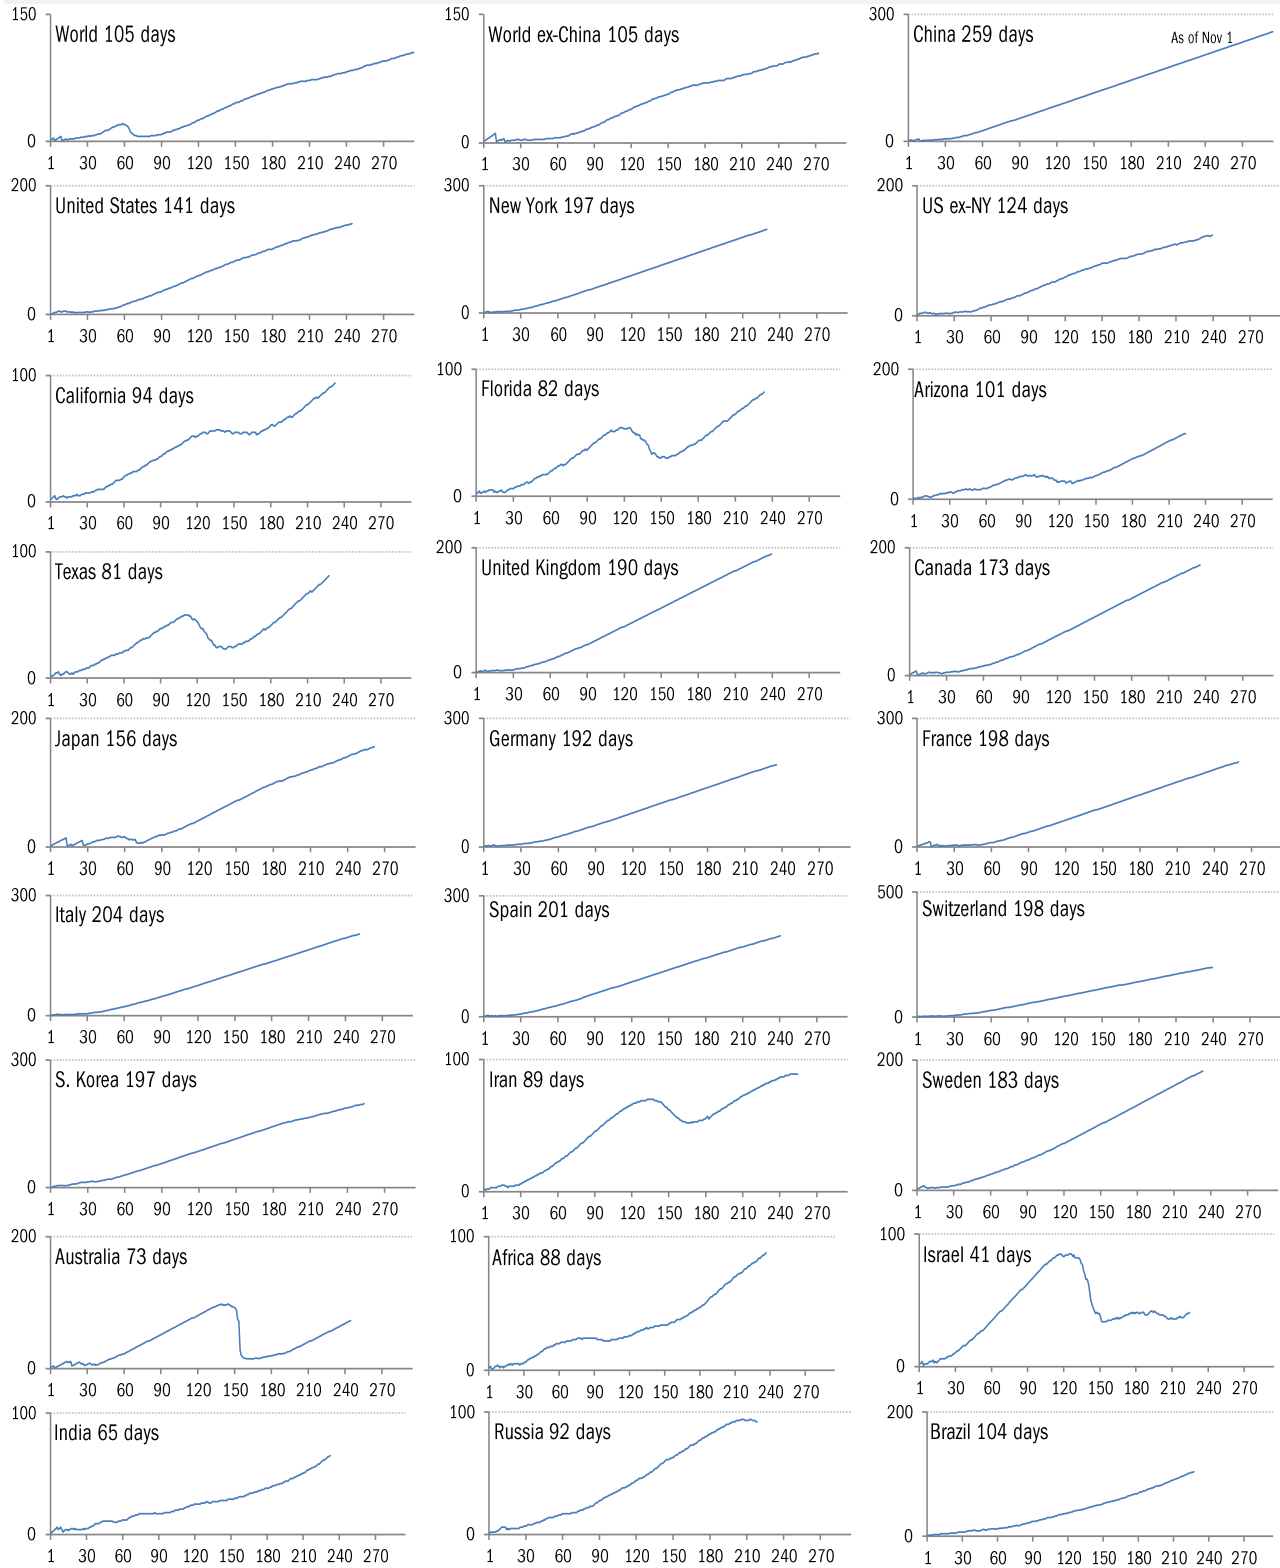 150
World 105 days
0
1 30 60 90 120 150 180 210 240 270
150
World ex-China 105 days
0
1 30 60 90 120 150 180 210 240 270
300
China 259 days
As of Nov 1
0
1 30 60 90 120 150 180 210 240 270
200
United States 141 days
0
1 30 60 90 120 150 180 210 240 270
300
New York 197 days
0
1 30 60 90 120 150 180 210 240 270
200
US ex-NY 124 days
0
1 30 60 90 120 150 180 210 240 270
100
California 94 days
0
1 30 60 90 120 150 180 210 240 270
100
Florida 82 days
0
1 30 60 90 120 150 180 210 240 270
200
Arizona 101 days
0
1 30 60 90 120 150 180 210 240 270
100
Texas 81 days
0
1 30 60 90 120 150 180 210 240 270
200
United Kingdom 190 days
0
1 30 60 90 120 150 180 210 240 270
200
Canada 173 days
0
1 30 60 90 120 150 180 210 240 270
200
Japan 156 days
0
1 30 60 90 120 150 180 210 240 270
300
Germany 192 days
0
1 30 60 90 120 150 180 210 240 270
300
France 198 days
0
1 30 60 90 120 150 180 210 240 270
300
Italy 204 days
0
1 30 60 90 120 150 180 210 240 270
300
Spain 201 days
0
1 30 60 90 120 150 180 210 240 270
500
Switzerland 198 days
0
1 30 60 90 120 150 180 210 240 270
300
S. Korea 197 days
0
1 30 60 90 120 150 180 210 240 270
100
Iran 89 days
0
1 30 60 90 120 150 180 210 240 270
200
Sweden 183 days
0
1 30 60 90 120 150 180 210 240 270
200
Australia 73 days
0
1 30 60 90 120 150 180 210 240 270
100
Africa 88 days
0
1 30 60 90 120 150 180 210 240 270
100
Israel 41 days
0
1 30 60 90 120 150 180 210 240 270
100
India 65 days
0
1 30 60 90 120 150 180 210 240 270
100
Russia 92 days
0
1 30 60 90 120 150 180 210 240 270
200
Brazil 104 days
0
1 30 60 90 120 150 180 210 240 270